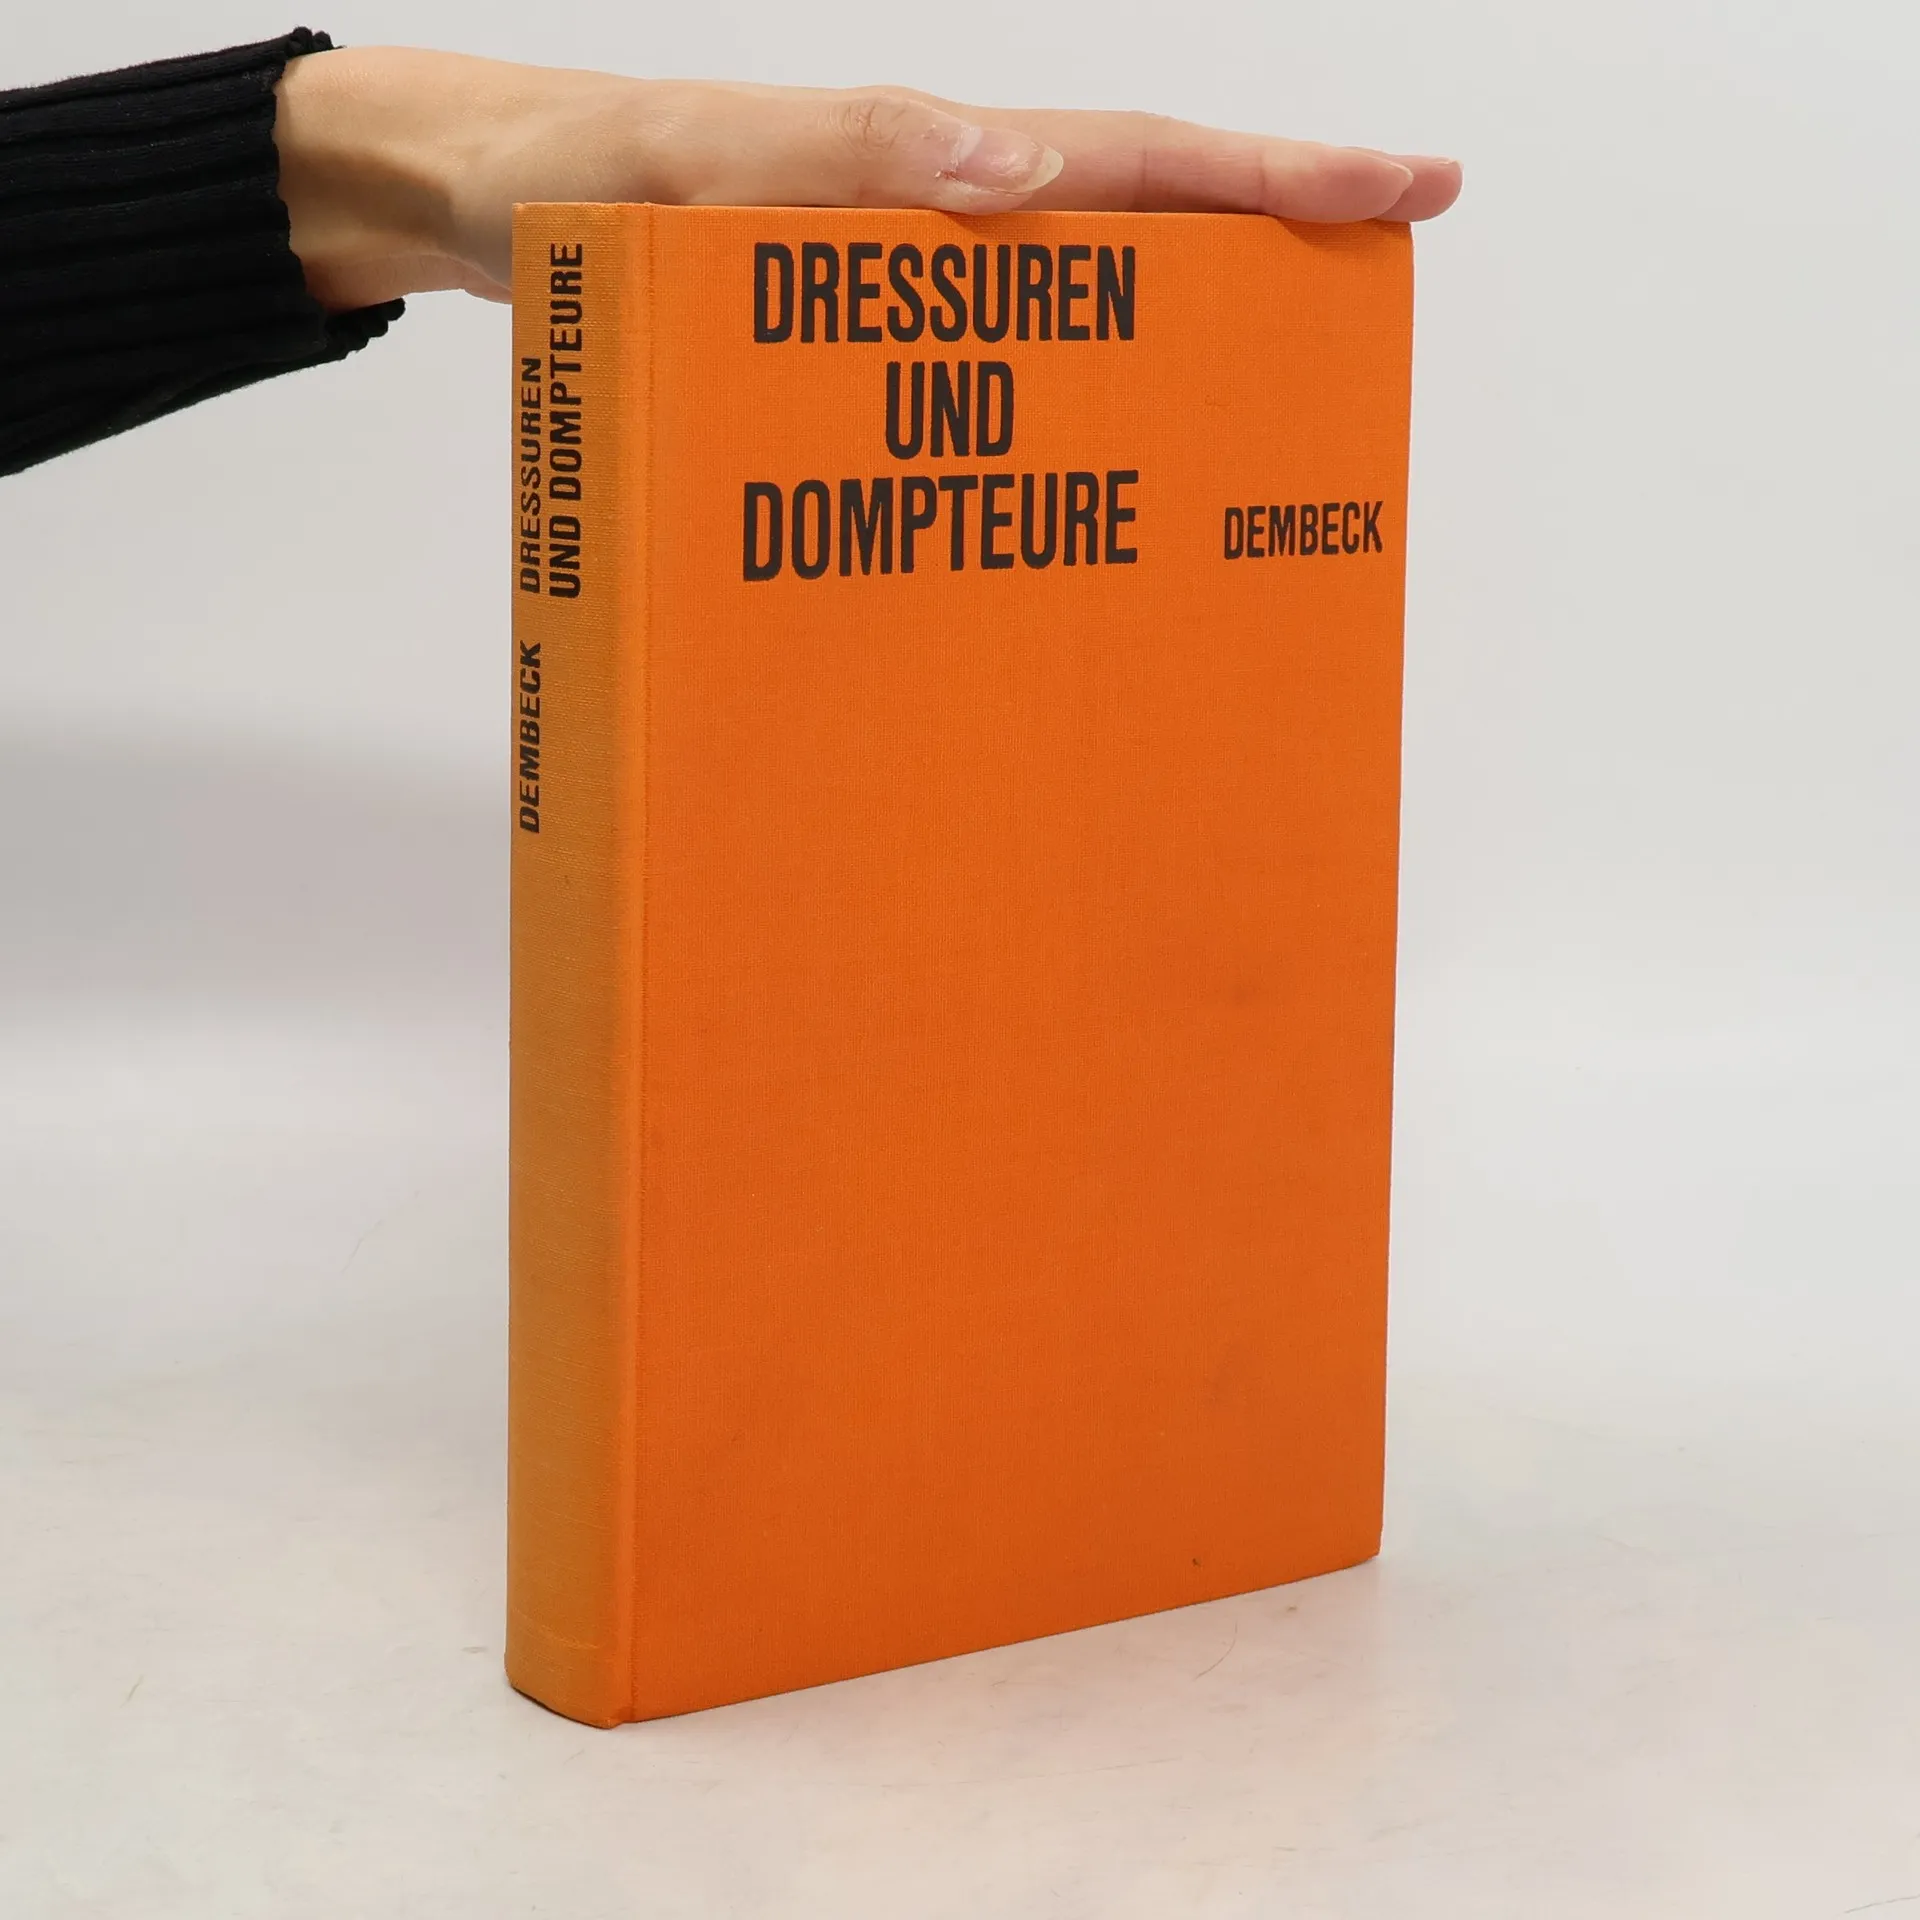 DRESSUREN
UND
DOMPTEURE
DEMBECK
DEMBECK
DRESSUREN
UND DOMPTEURE